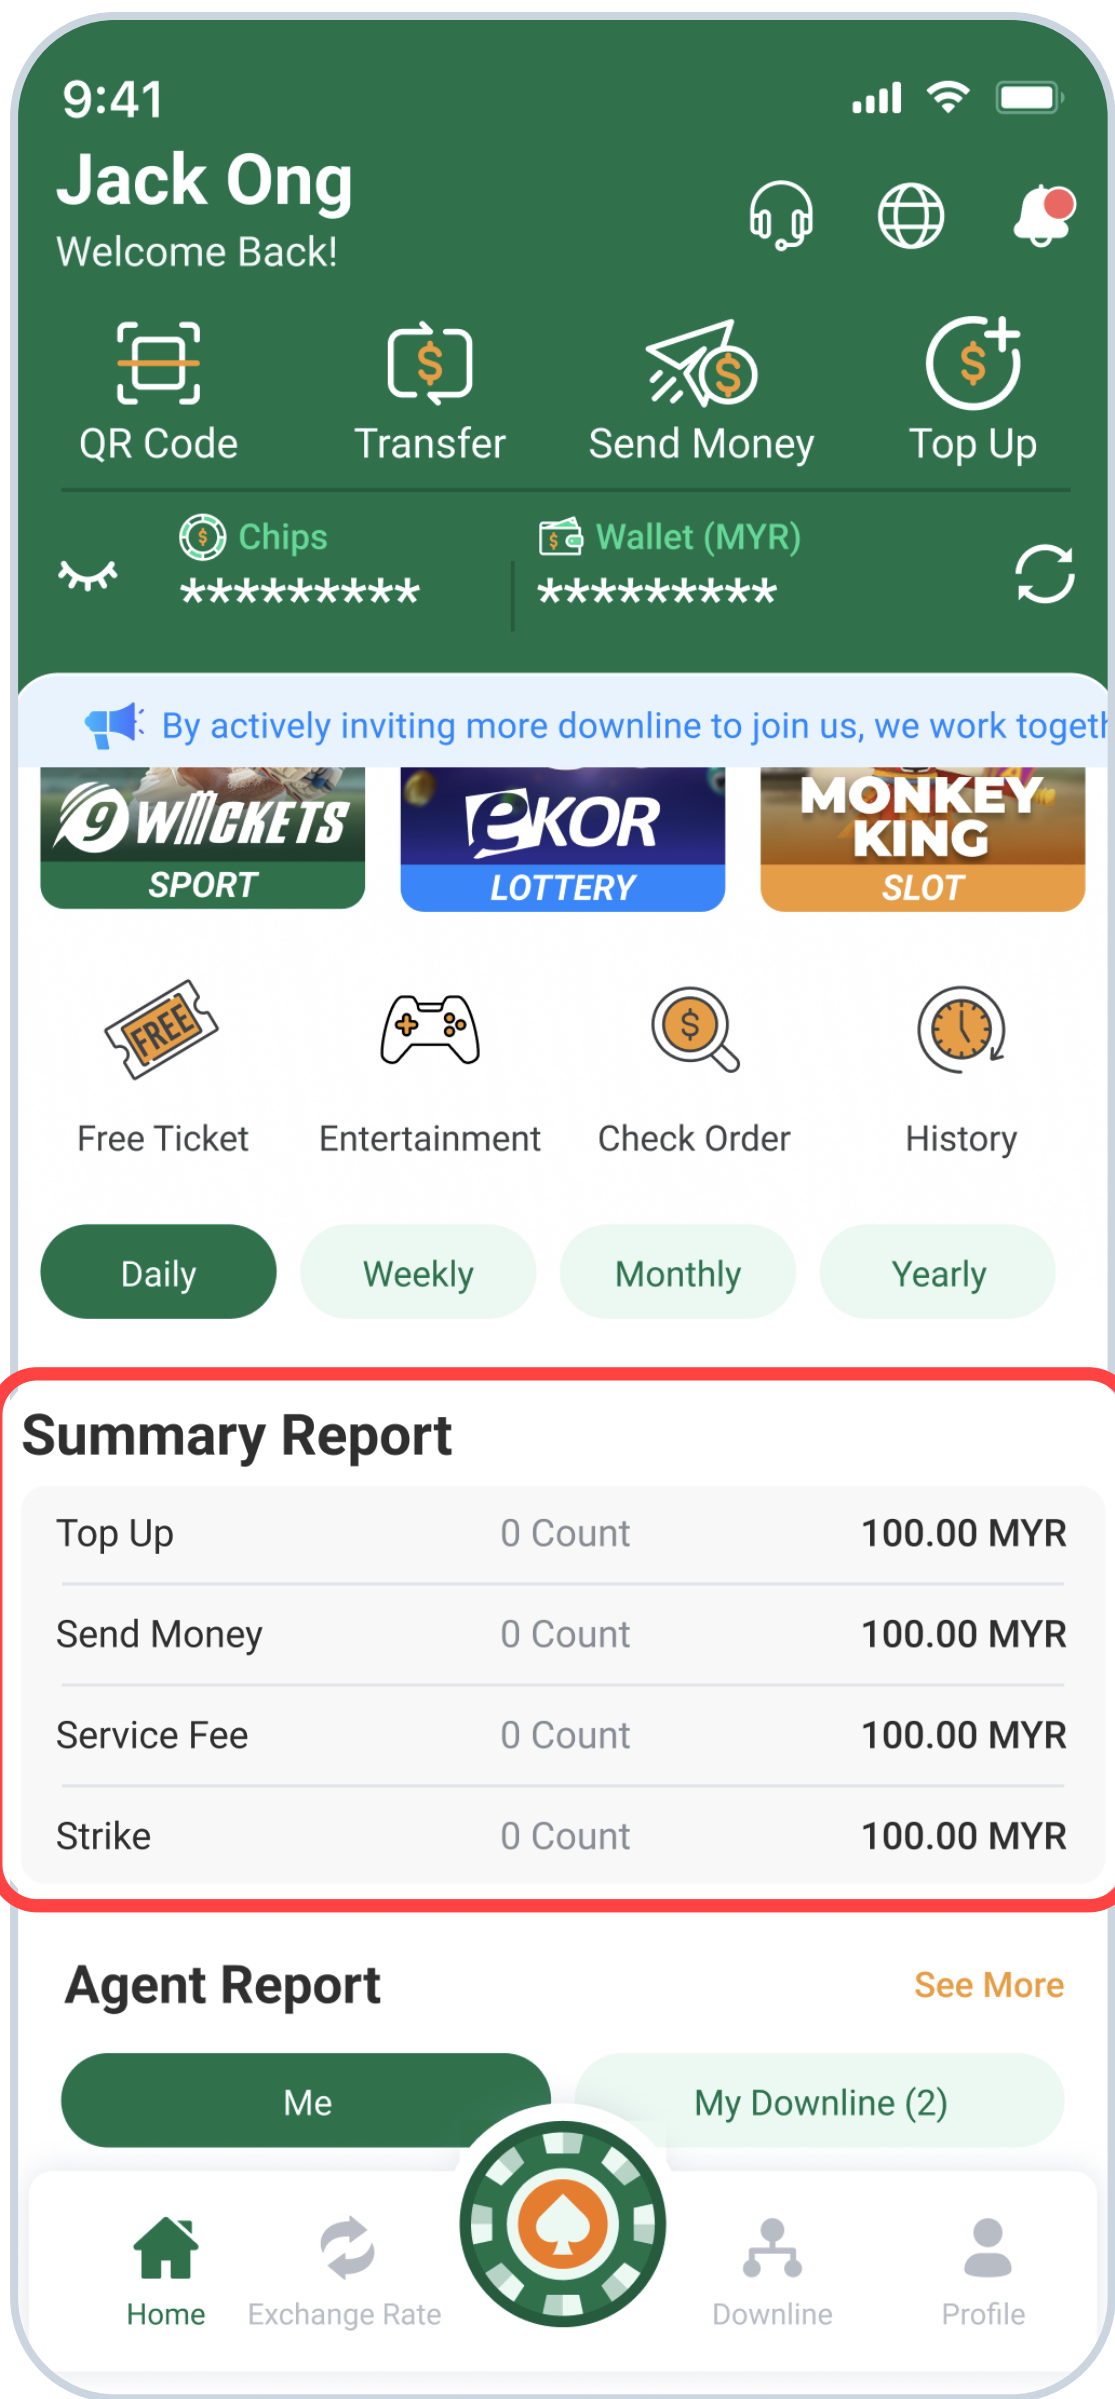 9:41
Jack Ong
Welcome Back!
QR Code
Transfer
Send Money
Top Up
Chips
Wallet (MYR)
*********
*********
By actively inviting more downline to join us, we work togeth
9 WICKETS
SPORT
eKOR
LOTTERY
MONKEY
KING
SLOT
FREE
Free Ticket
Entertainment
Check Order
History
Daily
Weekly
Monthly
Yearly
Summary Report
Top Up 0 Count 100.00 MYR
Send Money 0 Count 100.00 MYR
Service Fee 0 Count 100.00 MYR
Strike 0 Count 100.00 MYR
Agent Report
See More
Me
My Downline (2)
Home
Exchange Rate
Downline
Profile